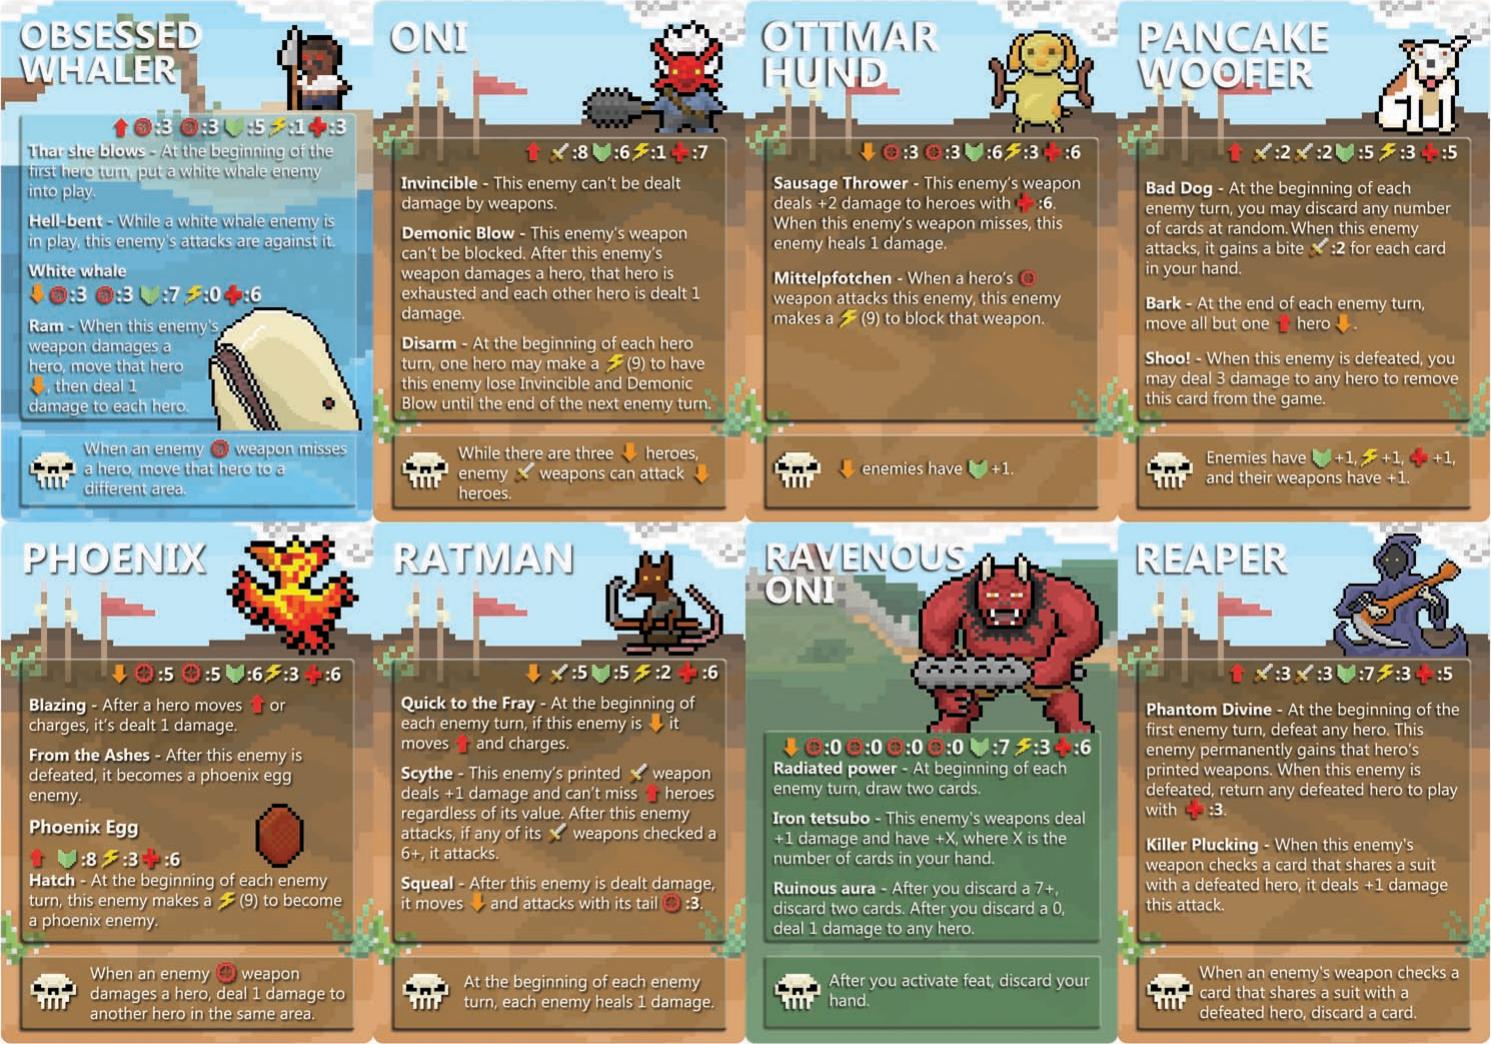 OBSESSED
WHALER
:3 :3 :5 :1 :3
Thar she blows - At the beginning of the
first hero turn, put a white whale enemy
into play.
Hell-bent - While a white whale enemy is
in play, this enemy's attacks are against it.
White whale
:3 :3 :7 :0 :6
Ram - When this enemy's
weapon damages a
hero, move that hero
, then deal 1
damage to each hero.
When an enemy weapon misses
a hero, move that hero to a
different area.
ONI
:8 :6 :1 :7
Invincible - This enemy can't be dealt
damage by weapons.
Demonic Blow - This enemy's weapon
can't be blocked. After this enemy's
weapon damages a hero, that hero is
exhausted and each other hero is dealt 1
damage.
Disarm - At the beginning of each hero
turn, one hero may make a (9) to have
this enemy lose Invincible and Demonic
Blow until the end of the next enemy turn.
While there are three heroes,
enemy weapons can attack
heroes.
OTTMAR
HUND
:3 :3 :6 :3 :6
Sausage Thrower - This enemy's weapon
deals +2 damage to heroes with :6.
When this enemy's weapon misses, this
enemy heals 1 damage.
Mittelpfotchen - When a hero's
weapon attacks this enemy, this enemy
makes a (9) to block that weapon.
enemies have +1.
PANCAKE
WOOFER
:2 :2 :5 :3 :5
Bad Dog - At the beginning of each
enemy turn, you may discard any number
of cards at random. When this enemy
attacks, it gains a bite :2 for each card
in your hand.
Bark - At the end of each enemy turn,
move all but one hero .
Shoo! - When this enemy is defeated, you
may deal 3 damage to any hero to remove
this card from the game.
Enemies have +1, +1, +1,
and their weapons have +1.
PHOENIX
:5 :5 :6 :3 :6
Blazing - After a hero moves or
charges, it's dealt 1 damage.
From the Ashes - After this enemy is
defeated, it becomes a phoenix egg
enemy.
Phoenix Egg
:8 :3 :6
Hatch - At the beginning of each enemy
turn, this enemy makes a (9) to become
a phoenix enemy.
When an enemy weapon
damages a hero, deal 1 damage to
another hero in the same area.
RATMAN
:5 :5 :2 :6
Quick to the Fray - At the beginning of
each enemy turn, if this enemy is it
moves and charges.
Scythe - This enemy's printed weapon
deals +1 damage and can't miss heroes
regardless of its value. After this enemy
attacks, if any of its weapons checked a
6+, it attacks.
Squeal - After this enemy is dealt damage,
it moves and attacks with its tail :3.
At the beginning of each enemy
turn, each enemy heals 1 damage.
RAVENOUS
ONI
:0 :0 :0 :0 :7 :3 :6
Radiated power - At beginning of each
enemy turn, draw two cards.
Iron tetsubo - This enemy's weapons deal
+1 damage and have +X, where X is the
number of cards in your hand.
Ruinous aura - After you discard a 7+,
discard two cards. After you discard a 0,
deal 1 damage to any hero.
After you activate feat, discard your
hand.
REAPER
:3 :3 :7 :3 :5
Phantom Divine - At the beginning of the
first enemy turn, defeat any hero. This
enemy permanently gains that hero's
printed weapons. When this enemy is
defeated, return any defeated hero to play
with :3.
Killer Plucking - When this enemy's
weapon checks a card that shares a suit
with a defeated hero, it deals +1 damage
this attack.
When an enemy's weapon checks a
card that shares a suit with a
defeated hero, discard a card.